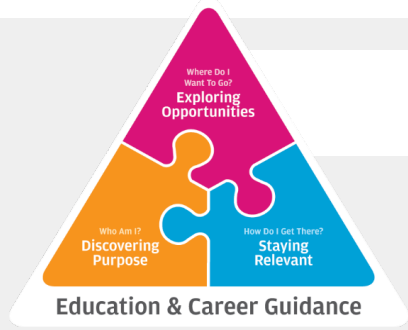 Where Do I
Want To Go?
Exploring
Opportunities
Who Am I?
Discovering
Purpose
How Do I Get There?
Staying
Relevant
Education & Career Guidance